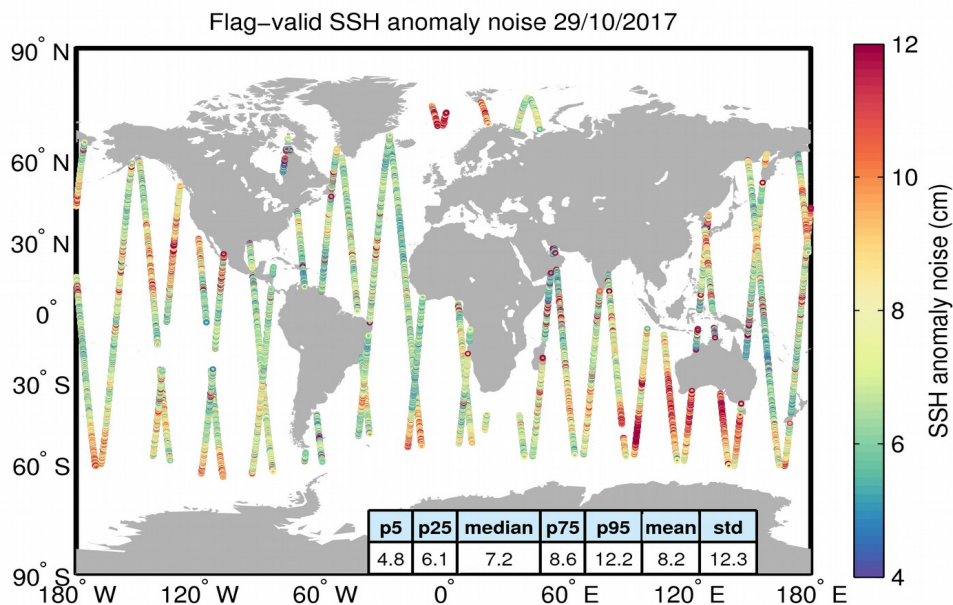 Flag−valid SSH anomaly noise 29/10/2017
90° N
60° N
30° N
0°
30° S
60° S
90° S
180° W
120° W
60° W
0°
60° E
120° E
180° E
p5 p25 median p75 p95 mean std
4.8 6.1 7.2 8.6 12.2 8.2 12.3
12
10
8
6
4
SSH anomaly noise (cm)